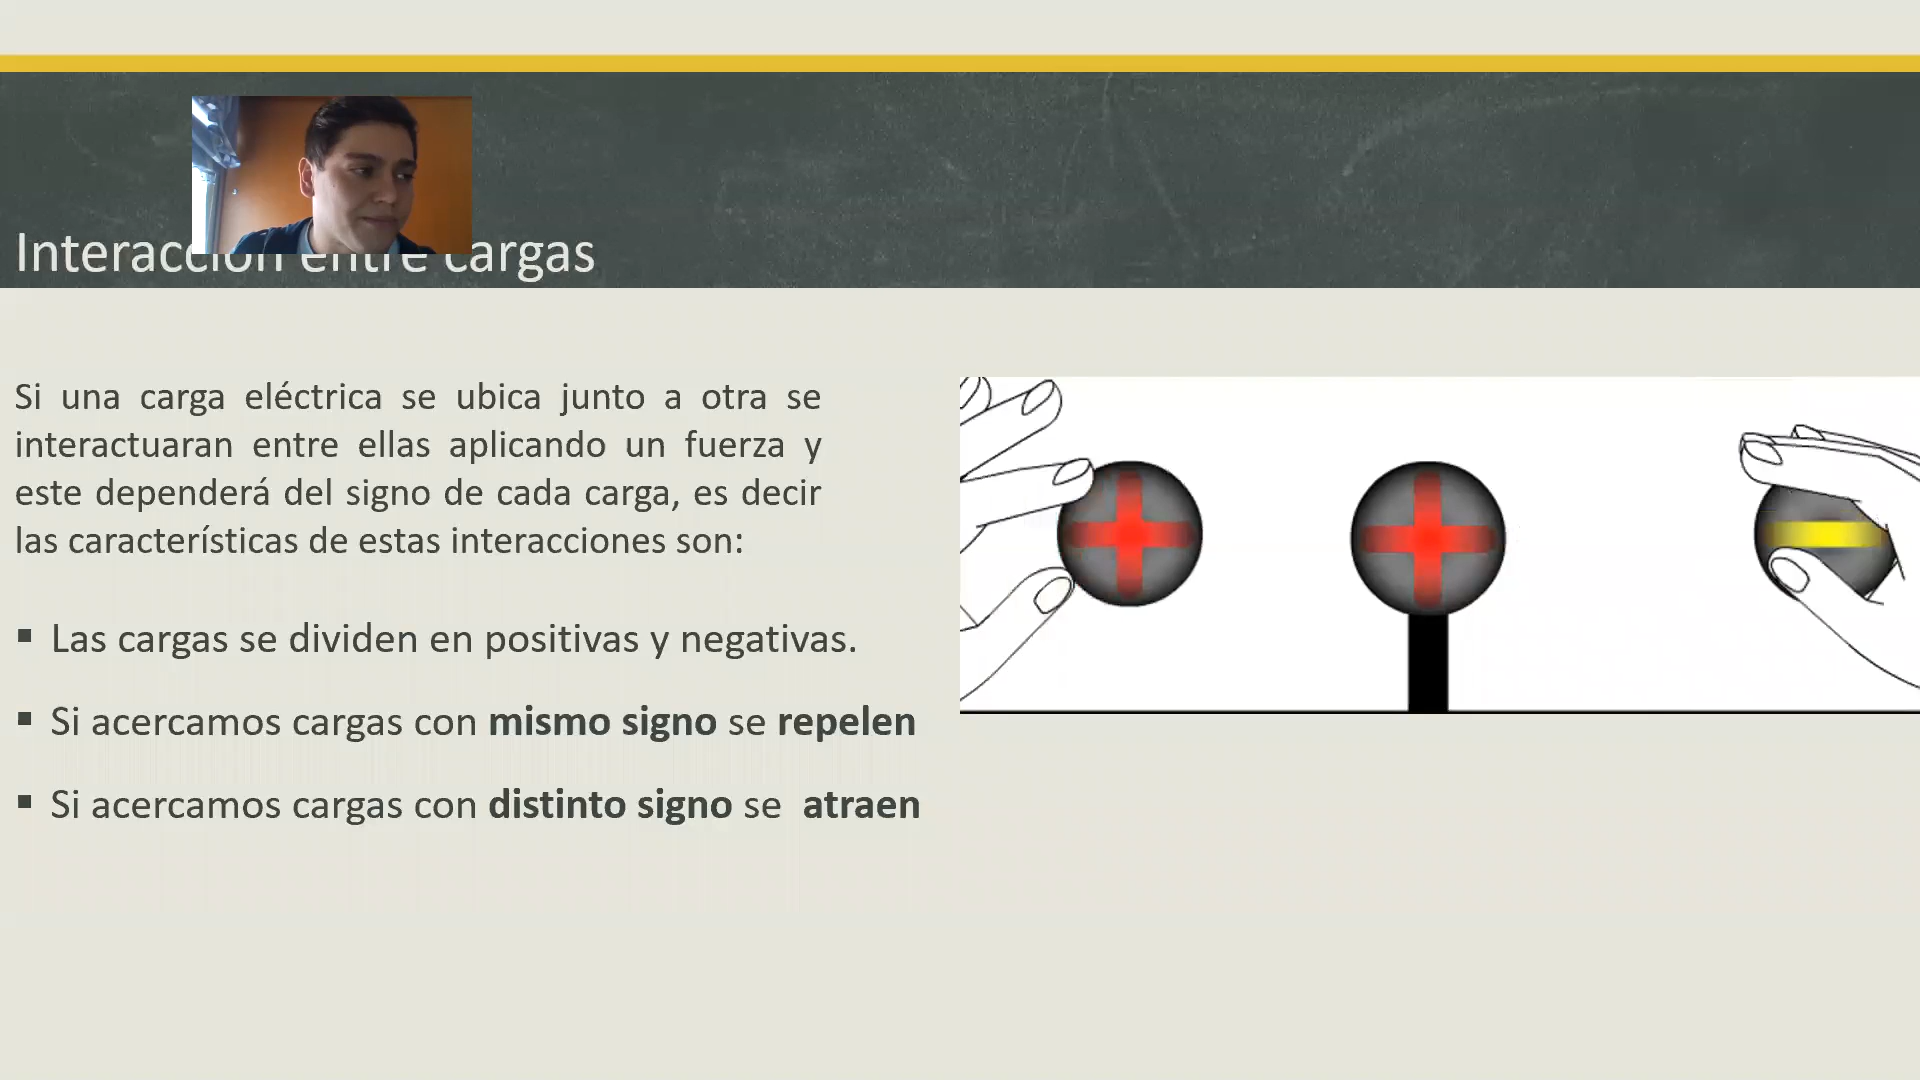 Interacción entre cargas
Si una carga eléctrica se ubica junto a otra se
interactuaran entre ellas aplicando un fuerza y
este dependerá del signo de cada carga, es decir
las características de estas interacciones son:
▪ Las cargas se dividen en positivas y negativas.
▪ Si acercamos cargas con mismo signo se repelen
▪ Si acercamos cargas con distinto signo se atraen